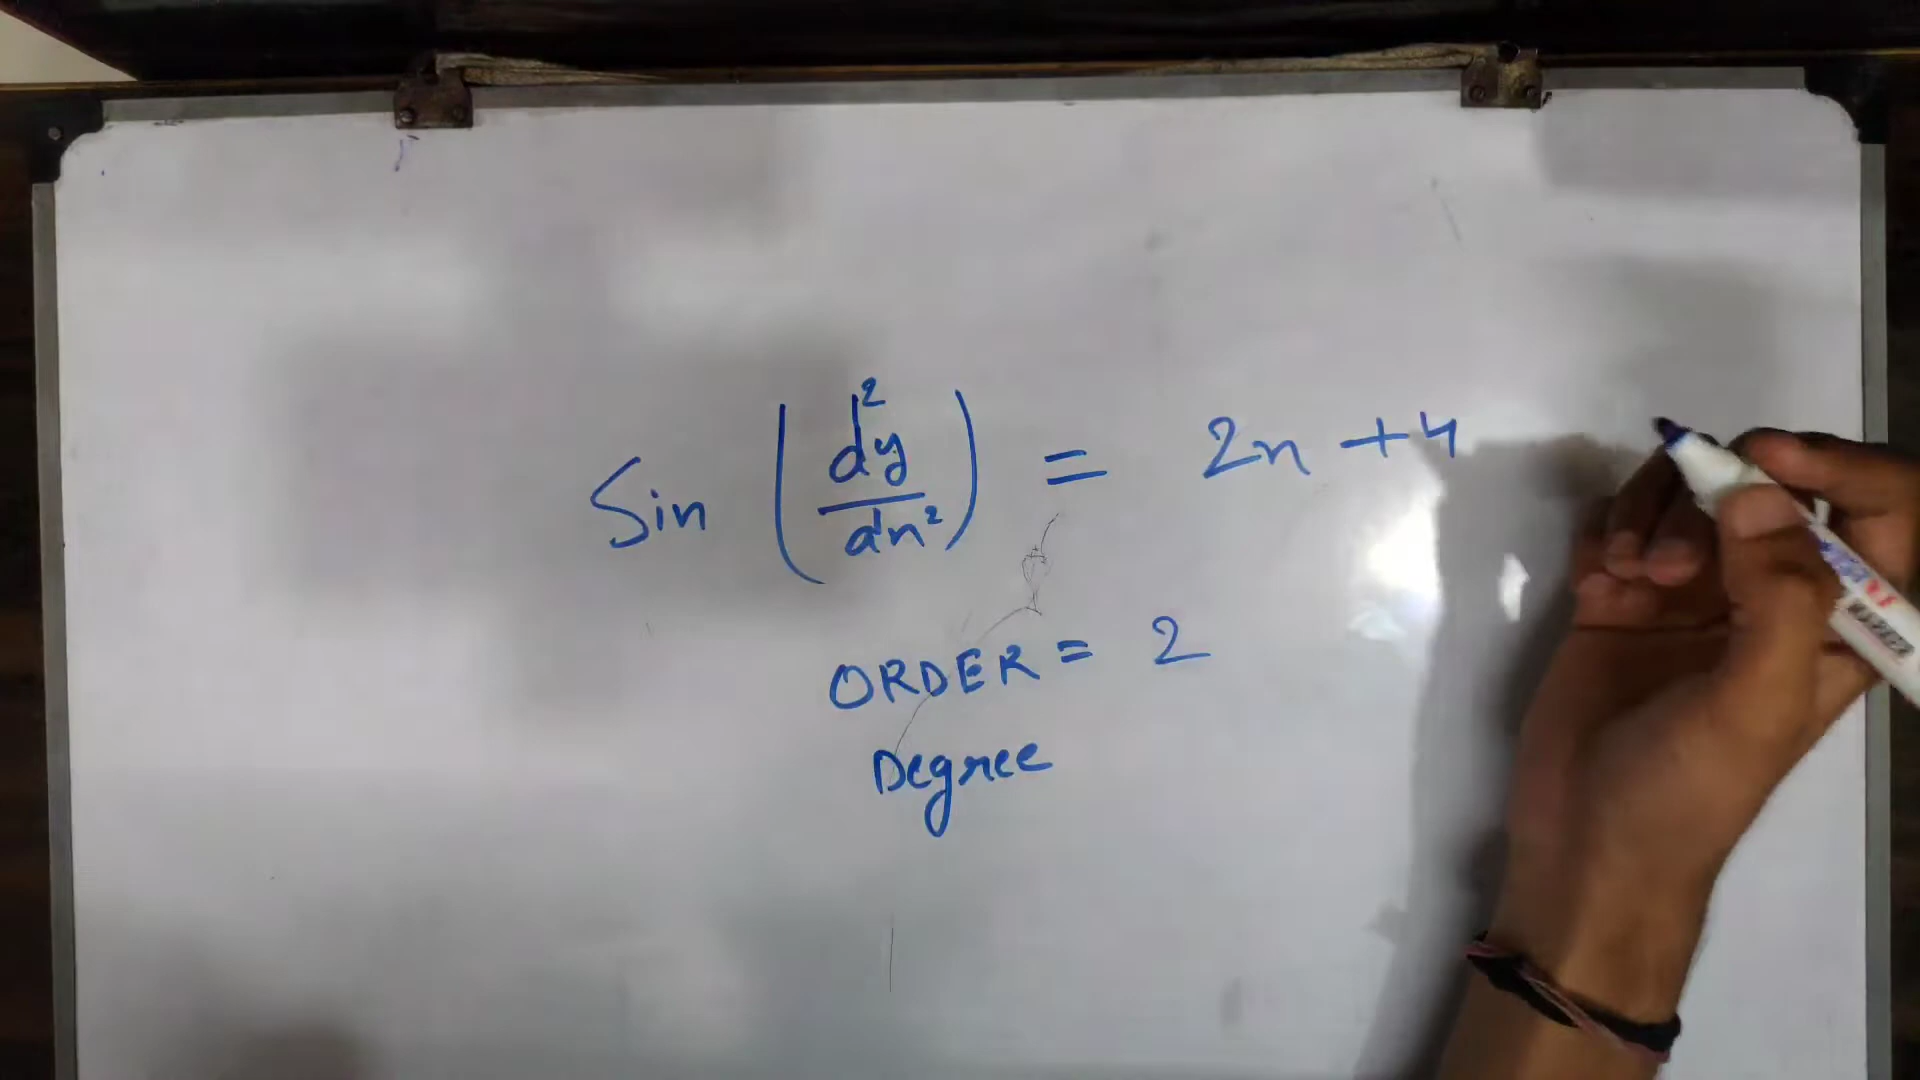 Sin (d²y/dn²) = 2n + 4
ORDER = 2
Degree